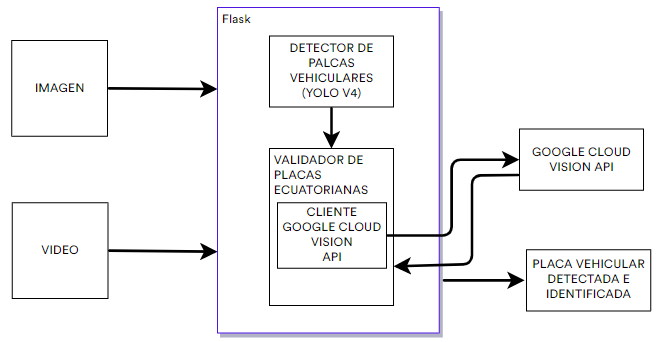 Flask
DETECTOR DE
PALCAS
VEHICULARES
(YOLO V4)
IMAGEN
VALIDADOR DE
PLACAS
ECUATORIANAS
CLIENTE
GOOGLE CLOUD
VISION
API
GOOGLE CLOUD
VISION API
VIDEO
PLACA VEHICULAR
DETECTADA E
IDENTIFICADA